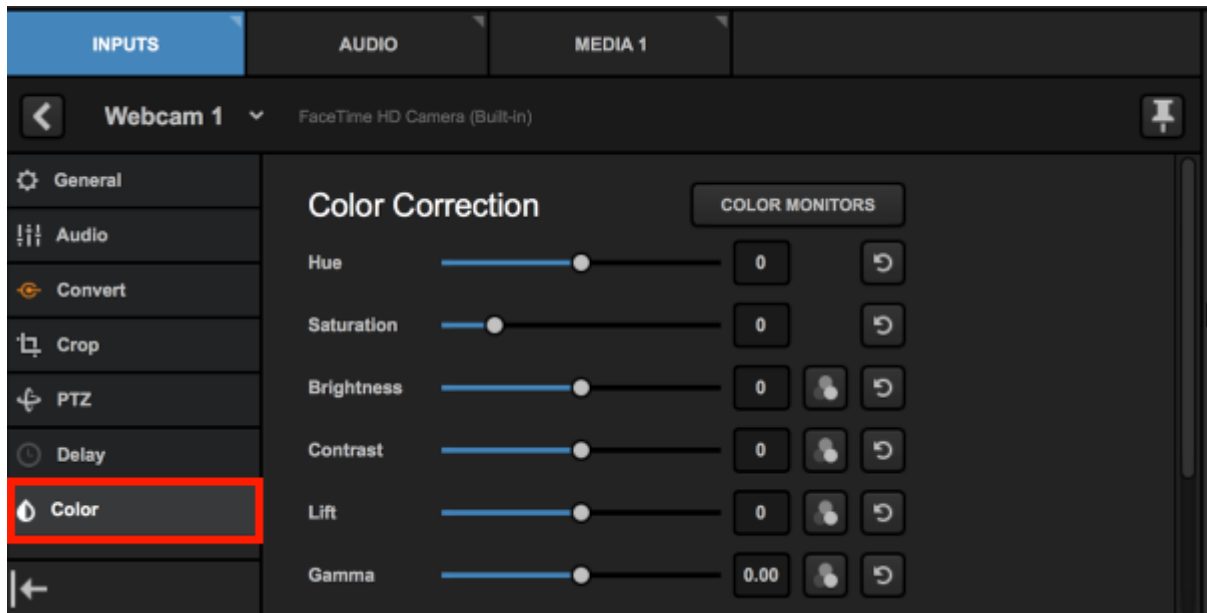 INPUTS AUDIO MEDIA 1
Webcam 1 FaceTime HD Camera (Built-in)
General
Audio
Convert
Crop
PTZ
Delay
Color
Color Correction COLOR MONITORS
Hue 0
Saturation 0
Brightness 0
Contrast 0
Lift 0
Gamma 0.00